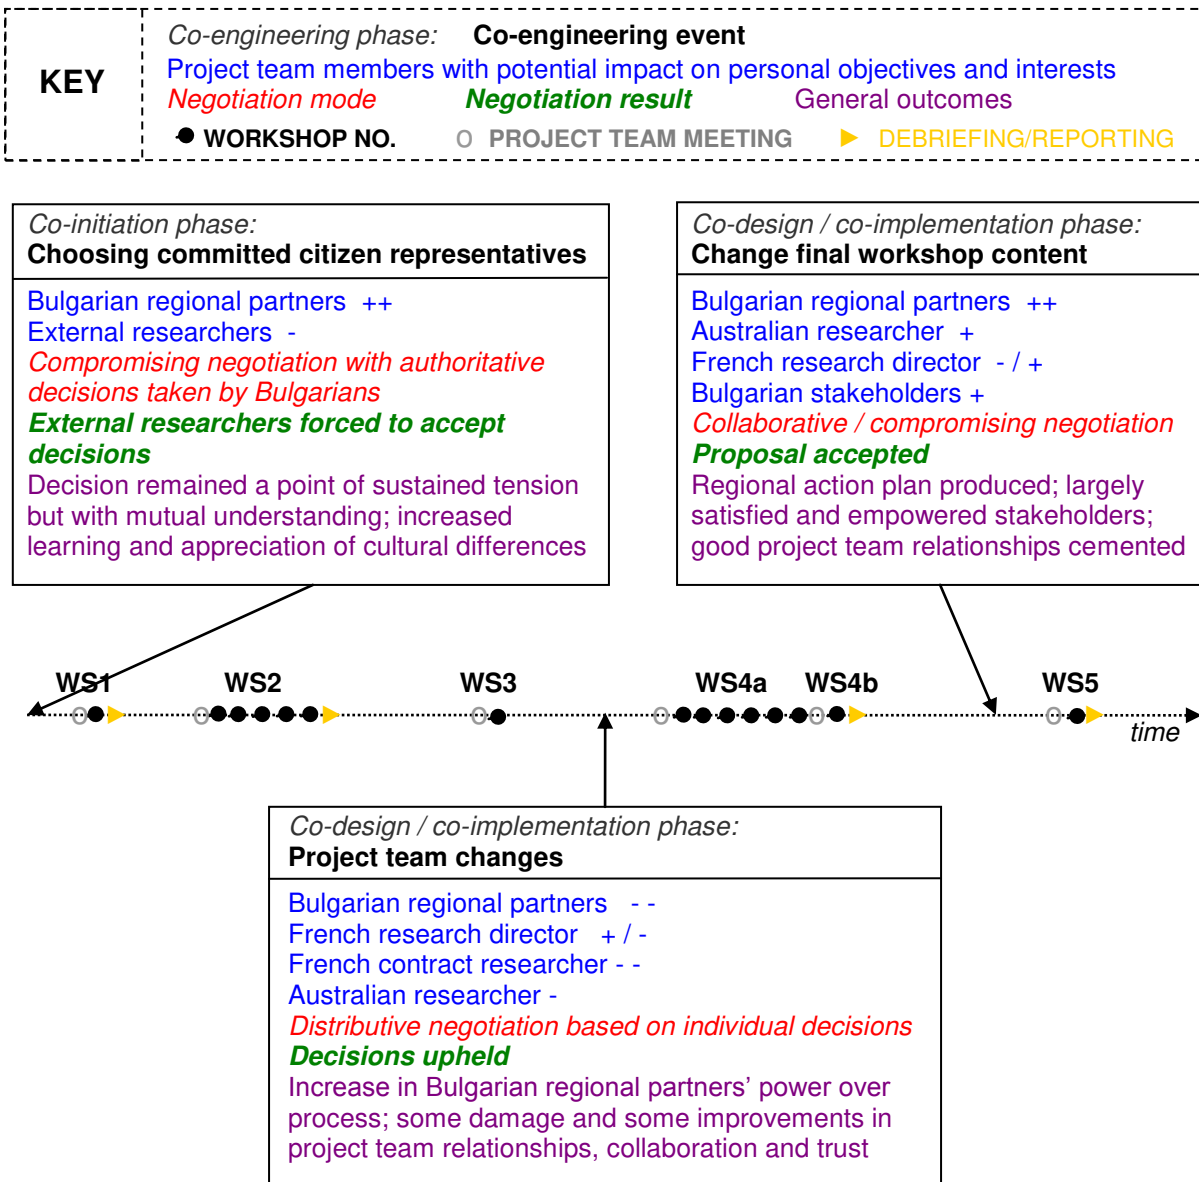 KEY
Co-engineering phase: Co-engineering event
Project team members with potential impact on personal objectives and interests
Negotiation mode Negotiation result General outcomes
WORKSHOP NO. PROJECT TEAM MEETING DEBRIEFING/REPORTING
Co-initiation phase:
Choosing committed citizen representatives
Bulgarian regional partners ++
External researchers -
Compromising negotiation with authoritative
decisions taken by Bulgarians
External researchers forced to accept
decisions
Decision remained a point of sustained tension
but with mutual understanding; increased
learning and appreciation of cultural differences
Co-design / co-implementation phase:
Change final workshop content
Bulgarian regional partners ++
Australian researcher +
French research director - / +
Bulgarian stakeholders +
Collaborative / compromising negotiation
Proposal accepted
Regional action plan produced; largely
satisfied and empowered stakeholders;
good project team relationships cemented
WS1 WS2 WS3 WS4a WS4b WS5
time
Co-design / co-implementation phase:
Project team changes
Bulgarian regional partners - -
French research director + / -
French contract researcher - -
Australian researcher -
Distributive negotiation based on individual decisions
Decisions upheld
Increase in Bulgarian regional partners' power over
process; some damage and some improvements in
project team relationships, collaboration and trust